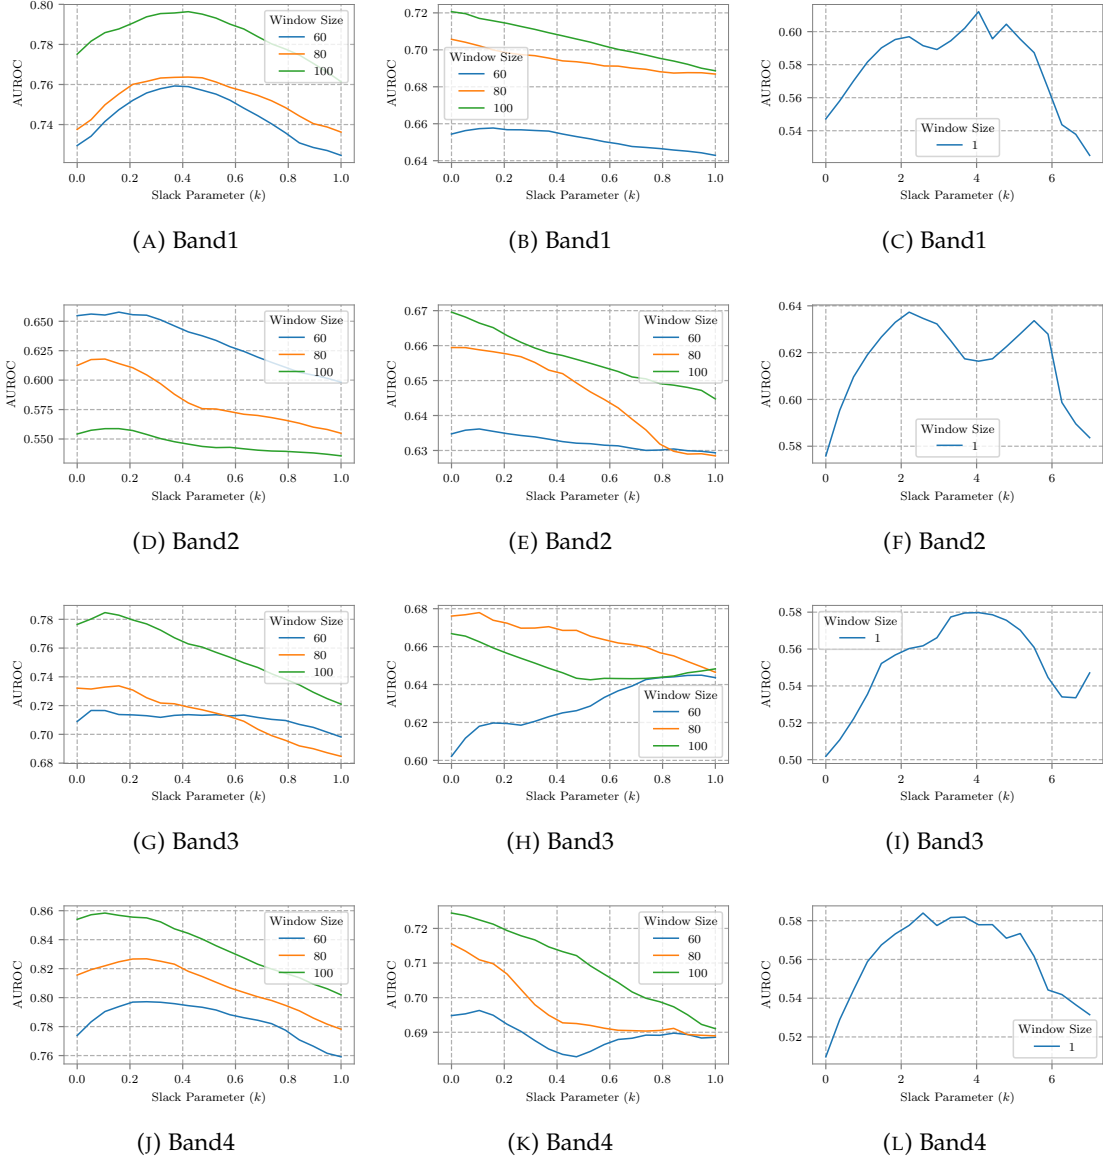 0.80
0.78
0.76
0.74
AUROC
Window Size
60
80
100
0.0 0.2 0.4 0.6 0.8 1.0
Slack Parameter (k)
(A) Band1
0.72
0.70
0.68
0.66
0.64
AUROC
Window Size
60
80
100
0.0 0.2 0.4 0.6 0.8 1.0
Slack Parameter (k)
(B) Band1
0.60
0.58
0.56
0.54
AUROC
Window Size
1
0 2 4 6
Slack Parameter (k)
(C) Band1
0.650
0.625
0.600
0.575
0.550
AUROC
Window Size
60
80
100
0.0 0.2 0.4 0.6 0.8 1.0
Slack Parameter (k)
(D) Band2
0.67
0.66
0.65
0.64
0.63
AUROC
Window Size
60
80
100
0.0 0.2 0.4 0.6 0.8 1.0
Slack Parameter (k)
(E) Band2
0.64
0.62
0.60
0.58
AUROC
Window Size
1
0 2 4 6
Slack Parameter (k)
(F) Band2
0.78
0.76
0.74
0.72
0.70
0.68
AUROC
Window Size
60
80
100
0.0 0.2 0.4 0.6 0.8 1.0
Slack Parameter (k)
(G) Band3
0.68
0.66
0.64
0.62
0.60
AUROC
Window Size
60
80
100
0.0 0.2 0.4 0.6 0.8 1.0
Slack Parameter (k)
(H) Band3
0.58
0.56
0.54
0.52
0.50
AUROC
Window Size
1
0 2 4 6
Slack Parameter (k)
(I) Band3
0.86
0.84
0.82
0.80
0.78
0.76
AUROC
Window Size
60
80
100
0.0 0.2 0.4 0.6 0.8 1.0
Slack Parameter (k)
(J) Band4
0.72
0.71
0.70
0.69
AUROC
Window Size
60
80
100
0.0 0.2 0.4 0.6 0.8 1.0
Slack Parameter (k)
(K) Band4
0.58
0.56
0.54
0.52
AUROC
Window Size
1
0 2 4 6
Slack Parameter (k)
(L) Band4